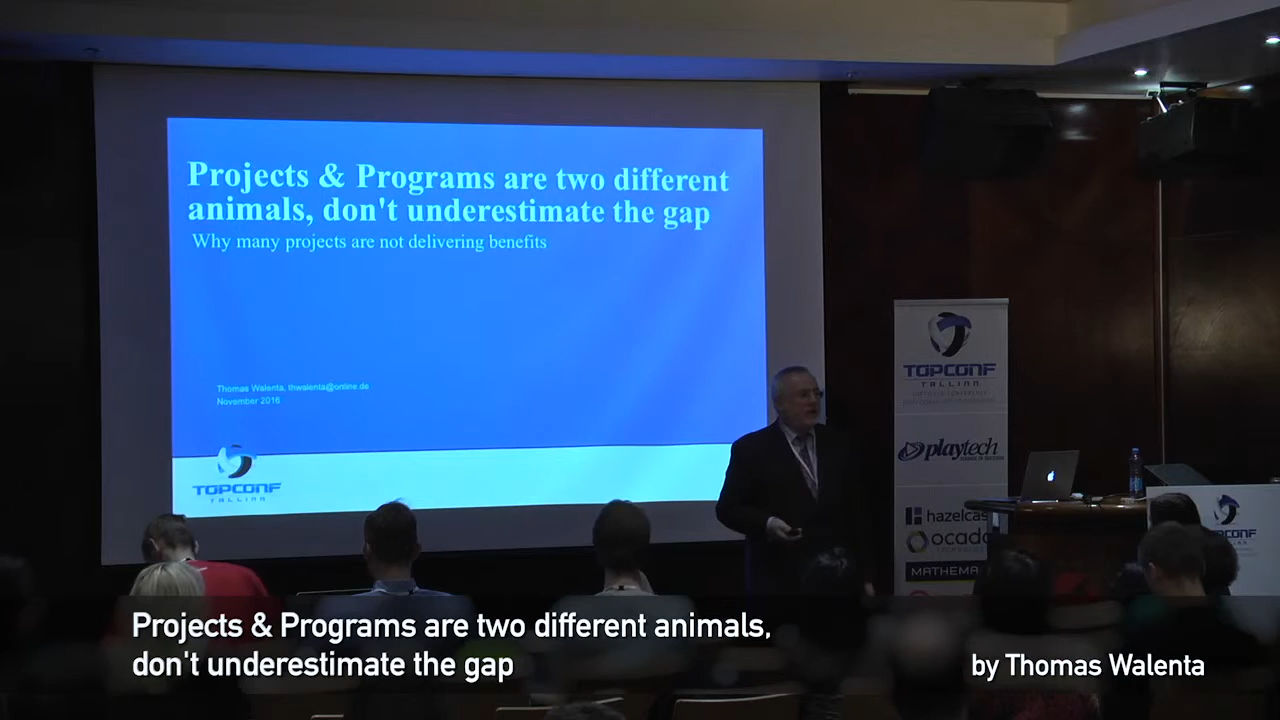 Projects & Programs are two different
animals, don't underestimate the gap
Why many projects are not delivering benefits
Thomas Walenta, thwalenta@online.de
November 2016
TOPCONF
TALLINN
TOPCONF
TALLINN
playtech
hazelcas
ocado
MATHEMA
Projects & Programs are two different animals,
don't underestimate the gap
by Thomas Walenta